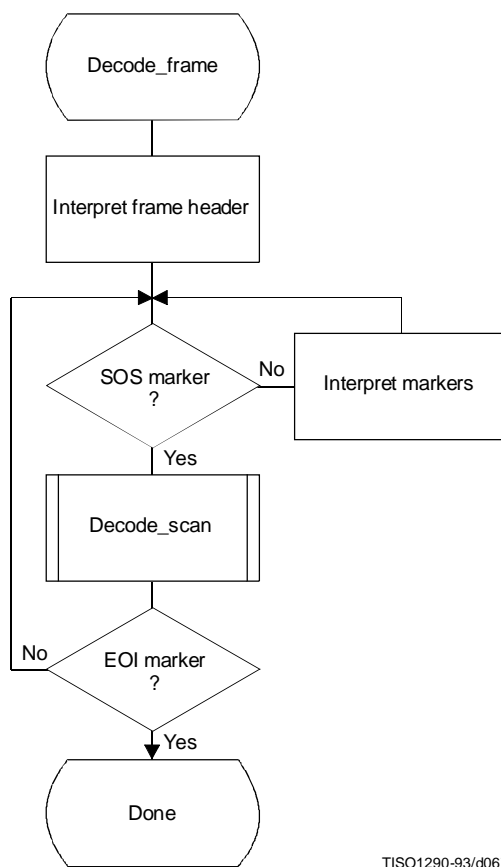 Decode_frame
Interpret frame header
SOS marker
?
No
Interpret markers
Yes
Decode_scan
No
EOI marker
?
Yes
Done
TISO1290-93/d06